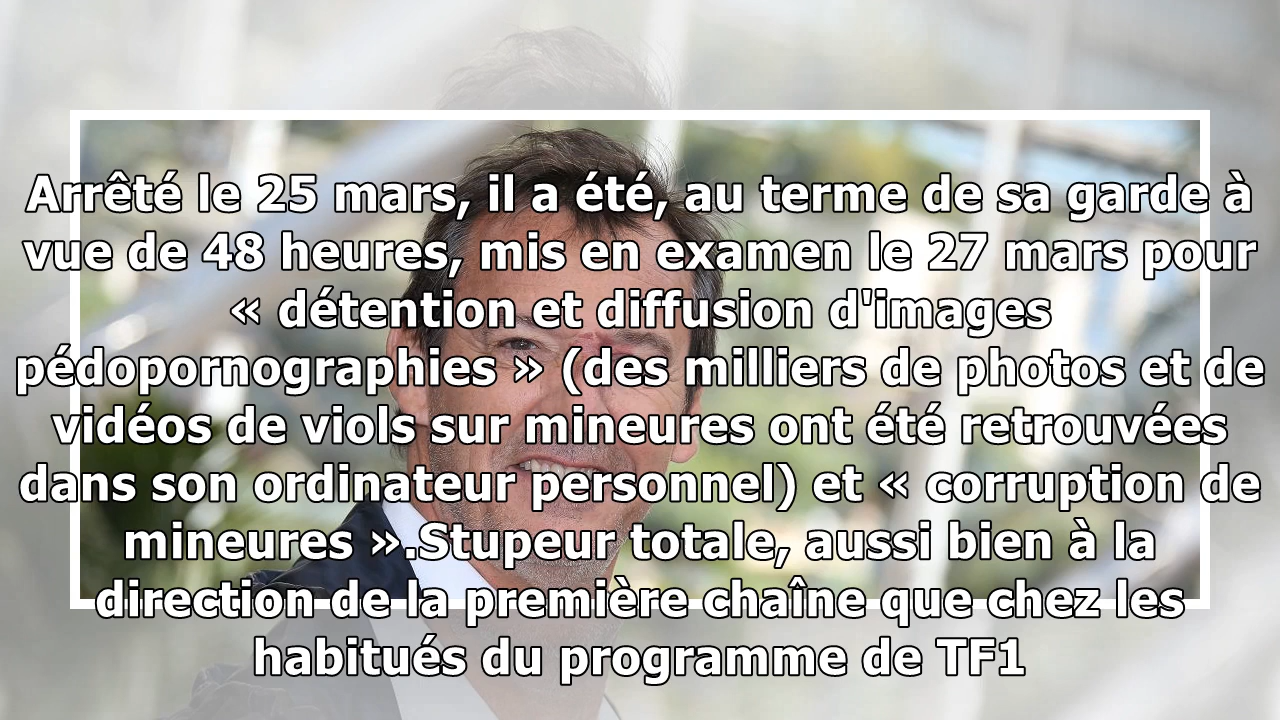 Arrêté le 25 mars, il a été, au terme de sa garde à
vue de 48 heures, mis en examen le 27 mars pour
« détention et diffusion d'images
pédopornographies » (des milliers de photos et de
vidéos de viols sur mineures ont été retrouvées
dans son ordinateur personnel) et « corruption de
mineures ».Stupeur totale, aussi bien à la
direction de la première chaîne que chez les
habitués du programme de TF1